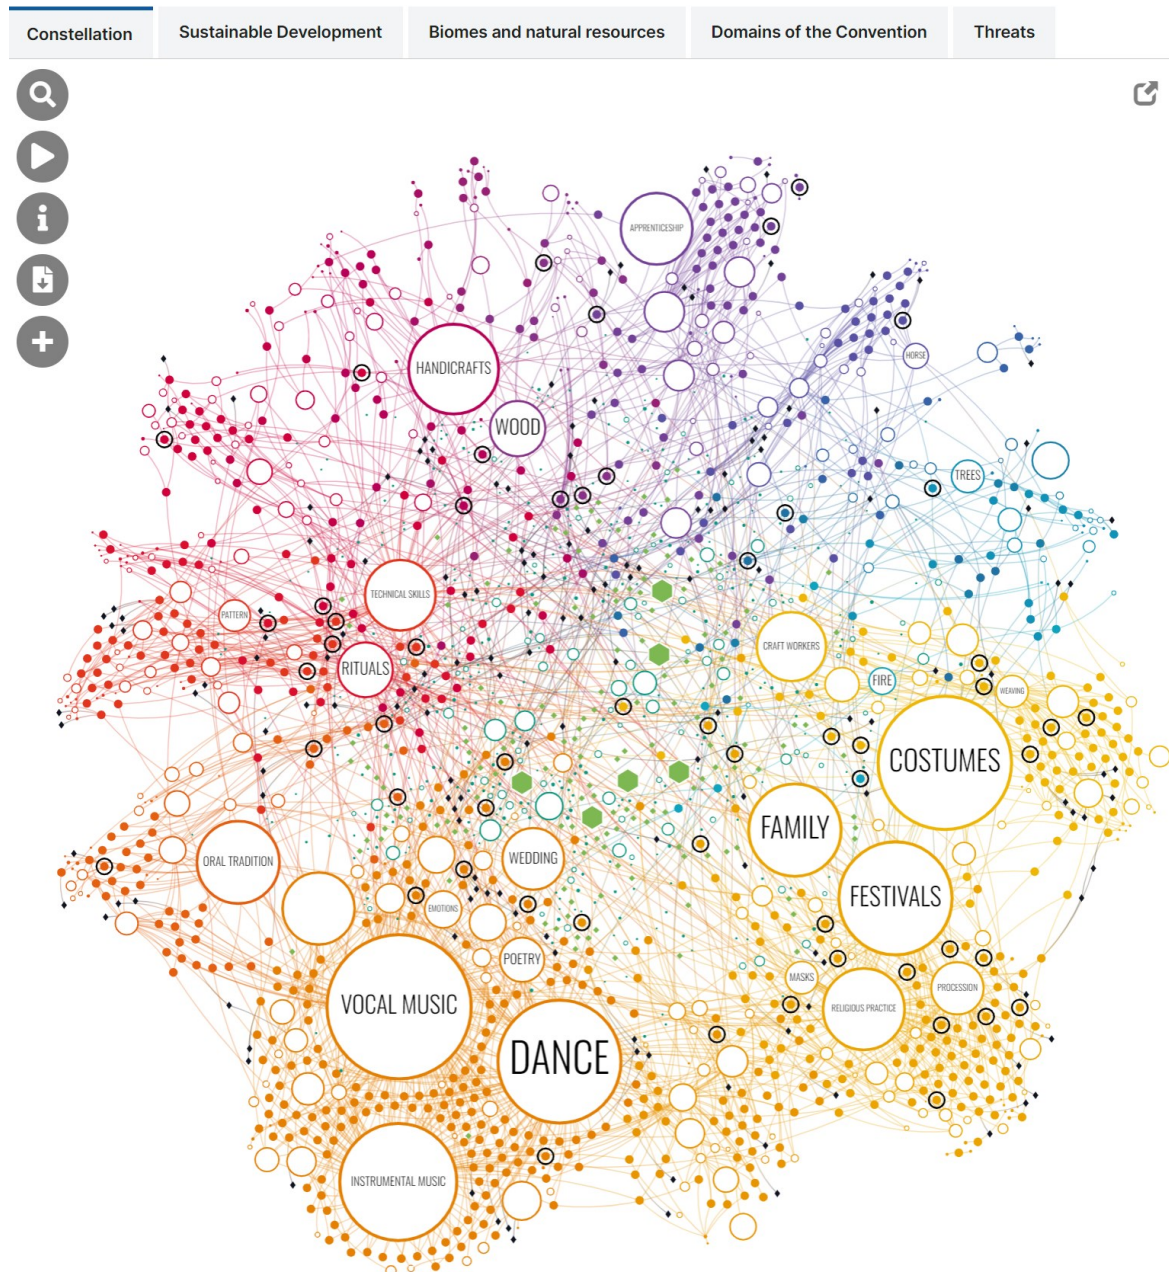 Constellation
Sustainable Development
Biomes and natural resources
Domains of the Convention
Threats
APPRENTICESHIP
HANDICRAFTS
HORSE
WOOD
TREES
TECHNICAL SKILLS
PATTERN
CRAFT WORKERS
RITUALS
FIRE
WEAVING
COSTUMES
FAMILY
WEDDING
ORAL TRADITION
FESTIVALS
EMOTIONS
POETRY
MASKS
PROCESSION
VOCAL MUSIC
RELIGIOUS PRACTICE
DANCE
INSTRUMENTAL MUSIC